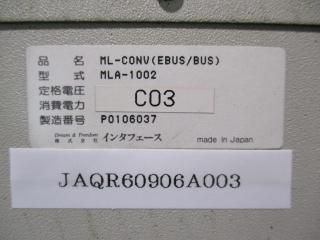 品名 ML-CONV(EBUS/BUS)
型式 MLA-1002
定格電圧
消費電力 C03
製造番号 P0106037
Dream & Freedom
株式会社 インタフェース made in Japan
JAQR60906A003